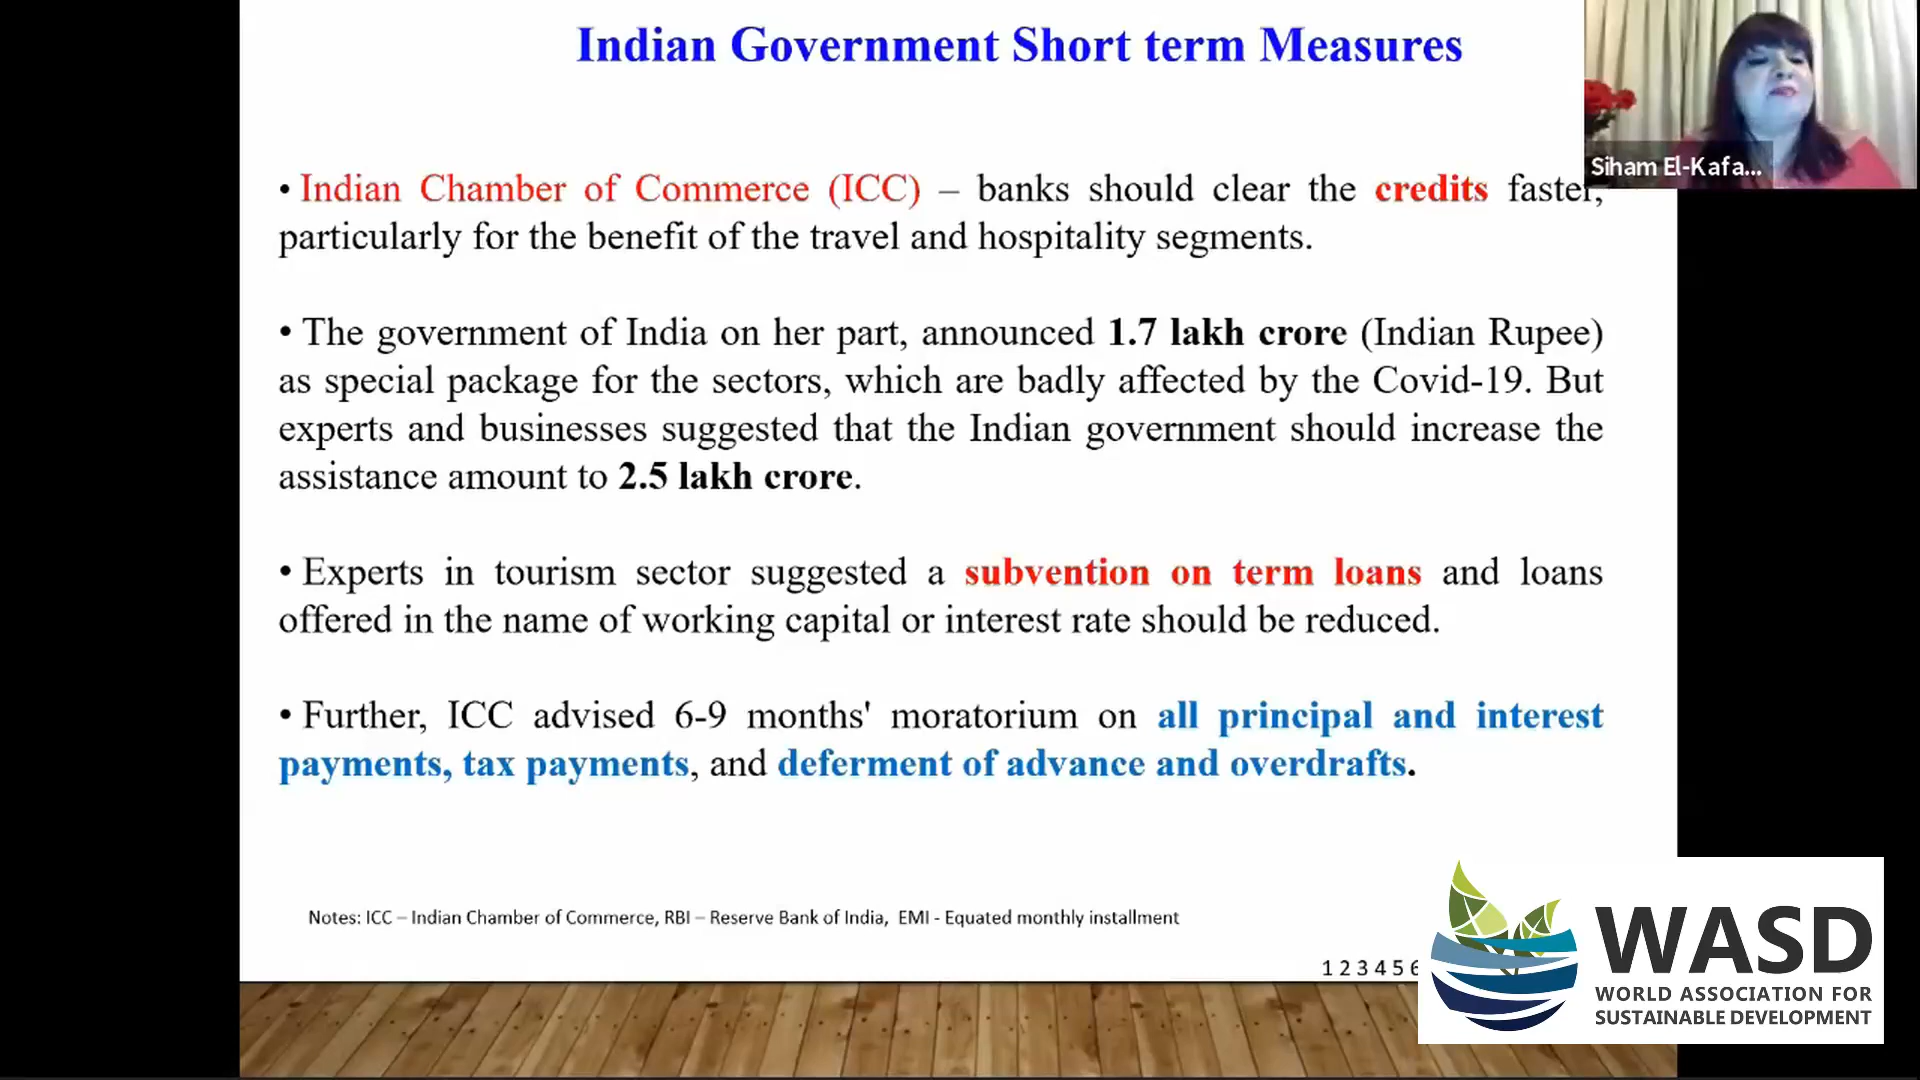 Indian Government Short term Measures
Siham El-Kafa...
• Indian Chamber of Commerce (ICC) – banks should clear the credits faster,
particularly for the benefit of the travel and hospitality segments.
• The government of India on her part, announced 1.7 lakh crore (Indian Rupee)
as special package for the sectors, which are badly affected by the Covid-19. But
experts and businesses suggested that the Indian government should increase the
assistance amount to 2.5 lakh crore.
• Experts in tourism sector suggested a subvention on term loans and loans
offered in the name of working capital or interest rate should be reduced.
• Further, ICC advised 6-9 months' moratorium on all principal and interest
payments, tax payments, and deferment of advance and overdrafts.
Notes: ICC – Indian Chamber of Commerce, RBI – Reserve Bank of India, EMI - Equated monthly installment
1 2 3 4 5 6
WASD
WORLD ASSOCIATION FOR
SUSTAINABLE DEVELOPMENT